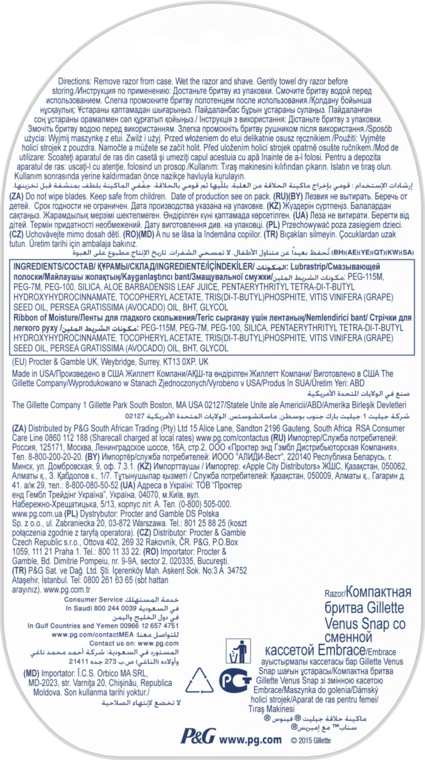 Directions: Remove razor from case. Wet the razor and shave. Gently towel dry razor before
storing./Инструкция по применению: Достаньте бритву из упаковки. Смочите бритву водой перед
использованием. Слегка промокните бритву полотенцем после использования./Қолдану бойынша
нұсқаулық: Ұстараны қаптамадан шығарыңыз. Пайдаланбас бұрын ұстараны сулаңыз. Пайдаланған
соң ұстараны орамалмен сәл құрғатып қойыңыз./ Інструкція з використання: Дістаньте бритву з упаковки.
Змочіть бритву водою перед використанням. Злегка промокніть бритву рушником після використання./Sposób
użycia: Wyjmij maszynkę z etui. Zwilż i użyj. Przed włożeniem do etui delikatnie osusz ręcznikiem./Použití: Vyjměte
holicí strojek z pouzdra. Namočte a můžete se začít holit. Před uložením holicí strojek opatrně osušte ručníkem./Mod de
utilizare: Scoateţi aparatul de ras din casetă şi umeziţi capul acestuia cu apă înainte de a-l folosi. Pentru a depozita
aparatul de ras: uscaţi-l cu atenţie, folosind un prosop./Kullanım: Tıraş makinesini kılıfından çıkarın. Islatın ve tıraş olun.
Kullanım sonrasında yerine kaldırmadan önce nazikçe havluyla kurulayın.
إرشادات الإستخدام : قومي بإخراج ماكينة الحلاقة من العلبة. بلّليها ثم قومي بالحلاقة. جفّفي الماكينة بلطف بمنشفة قبل تخزينها.
(ZA) Do not wipe blades. Keep safe from children. Date of production see on pack. (RU)(BY) Лезвия не вытирать. Беречь от
детей. Срок годности не ограничен. Дата производства указана на упаковке. (KZ) Жүздерін сүртпеңіз. Балалардан
сақтаңыз. Жарамдылық мерзімі шектелмеген. Өндірілген күні қаптамада көрсетілген. (UA) Леза не витирати. Берегти від
дітей. Термін придатності необмежений. Дату виготовлення див. на упаковці. (PL) Przechowywać poza zasięgiem dzieci.
(CZ) Uchovávejte mimo dosah dětí. (RO)(MD) A nu se lăsa la îndemâna copiilor. (TR) Bıçakları silmeyin. Çocuklardan uzak
tutun. Üretim tarihi için ambalaja bakınız. (BH)(AE)(YE)(QT)(KW)(SA) تُحفظ بعيداً عن متناول الأطفال. لا تمسحي الشفرات. تاريخ الإنتاج مطبوع على العبوة
INGREDIENTS/СОСТАВ/ ҚҰРАМЫ/СКЛАД/INGREDIENTE/İÇİNDEKİLER/ المكونات: Lubrastrip/Смазывающей
полоски/Майлаушы жолақтың/Kayganlaştırıcı bant/Змащувальної смужки/مكونات الشريط الملين: PEG-115M,
PEG-7M, PEG-100, SILICA, ALOE BARBADENSIS LEAF JUICE, PENTAERYTHRITYL TETRA-DI-T-BUTYL
HYDROXYHYDROCINNAMATE, TOCOPHERYL ACETATE, TRIS(DI-T-BUTYL)PHOSPHITE, VITIS VINIFERA (GRAPE)
SEED OIL, PERSEA GRATISSIMA (AVOCADO) OIL, BHT, GLYCOL
Ribbon of Moisture/Ленты для гладкого скольжения/Теріс сырғанау үшін лентаның/Nemlendirici bant/ Стрічки для
легкого руху /مكونات الشريط الملين: PEG-115M, PEG-7M, PEG-100, SILICA, PENTAERYTHRITYL TETRA-DI-T-BUTYL
HYDROXYHYDROCINNAMATE, TOCOPHERYL ACETATE, TRIS(DI-T-BUTYL)PHOSPHITE, VITIS VINIFERA (GRAPE)
SEED OIL, PERSEA GRATISSIMA (AVOCADO) OIL, BHT, GLYCOL
(EU) Procter & Gamble UK, Weybridge, Surrey, KT13 0XP, UK
Made in USA/Произведено в США Жиллетт Компани/АҚШ-та өндірілген Жиллетт Компани/ Виготовлено в США The
Gillette Company/Wyprodukowano w Stanach Zjednoczonych/Vyrobeno v USA/Produs în SUA/Üretim Yeri: ABD
صنع في الولايات المتحدة الأمريكية
The Gillette Company 1 Gillette Park South Boston, MA USA 02127/Statele Unite ale Americii/ABD/Amerika Birleşik Devletleri
شركة جيليت ١ جيليت بارك جنوب بوسطن، ماساتشوستس، الولايات المتحدة الأمريكية 02127
(ZA) Distributed by P&G South African Trading (Pty) Ltd 15 Alice Lane, Sandton 2196 Gauteng, South Africa RSA Consumer
Care Line 0860 112 188 (Sharecall charged at local rates) www.pg.com/contactus (RU) Импортер/Служба потребителей:
Россия, 125171, Москва, Ленинградское шоссе, 16А, стр.2, ООО «Проктер энд Гэмбл Дистрибьюторская Компания».
Тел. 8-800-200-20-20. (BY) Импортер/служба потребителей: ИООО "АЛИДИ-Вест", 220140 Республика Беларусь, г.
Минск, ул. Домбровская, 9, оф. 7.3.1. (KZ) Импорттаушы / Импортер: «Apple City Distributors» ЖШС, Қазақстан, 050062,
Алматы қ., З. Қабдолов к., 1/7. Тұтынушылар қызметі / Служба потребителей: Қазақстан, 050009, Алматы қ., Гагарин д.
41. а/ж 29, тел.: 8-800-080-50-52 (UA) Адреса в Україні: ТОВ "Проктер
енд Гембл Трейдінг Україна", Україна, 04070, м.Київ, вул.
Набережно-Хрещатицька, 5/13, корпус літ. А. Тел. (0-800) 505-000.
www.pg.com.ua (PL) Dystrybutor: Procter and Gamble DS Polska
Sp. z o.o., ul. Zabraniecka 20, 03-872 Warszawa. Tel.: 801 25 88 25 (koszt
połączenia zgodnie z taryfą operatora). (CZ) Distributor: Procter & Gamble
Czech Republic s.r.o., Ottova 402, 269 32 Rakovník, ČR. P&G, P.O.Box
1059, 111 21 Praha 1. Tel.: 800 11 33 22. (RO) Importator: Procter &
Gamble, Bd. Dimitrie Pompeiu, nr. 9-9A, sector 2, 020335, Bucureşti.
(TR) P&G Sat. ve Dağ. Ltd. Şti. İçerenköy Mah. Askent Sok. No:3 A 34752
Ataşehir, İstanbul. Tel: 0800 261 63 65 (sbt hattan
arayınız). www.pg.com.tr
Consumer Service خدمة المستهلك
In Saudi 800 244 0039 في السعودية
في دول الخليج واليمن
In Gulf Countries and Yemen 00966 12 657 4751
www.pg.com/contactMEA :للتواصل معنا
Contact us on: www.pg.com
المستورد في السعودية: شركة أحمد محمد ناغي
وأولاده (الناغي) ص.ب ٢٧٣ جدة 21411
(MD) Importator: Î.C.S. Orbico MA SRL,
MD-2023, str. Varniţa 20, Chişinău, Republica
Moldova. Son kullanma tarihi yoktur./
لا تخضع لإنتهاء الصلاحية
Razor/Компактная
бритва Gillette
Venus Snap со
сменной
кассетой Embrace/Embrace
ауыстырмалы кассетасы бар Gillette Venus
Snap шағын ұстарасы/Компактна бритва
Gillette Venus Snap зі змінною касетою
Embrace/Maszynka do golenia/Dámský
holicí strojek/Aparat de ras pentru femei/
Tıraş Makinesi
ماكينة حلاقة جيليت® فينوس®
سناب™ مع إمبريس®
P&G www.pg.com © 2015 Gillette